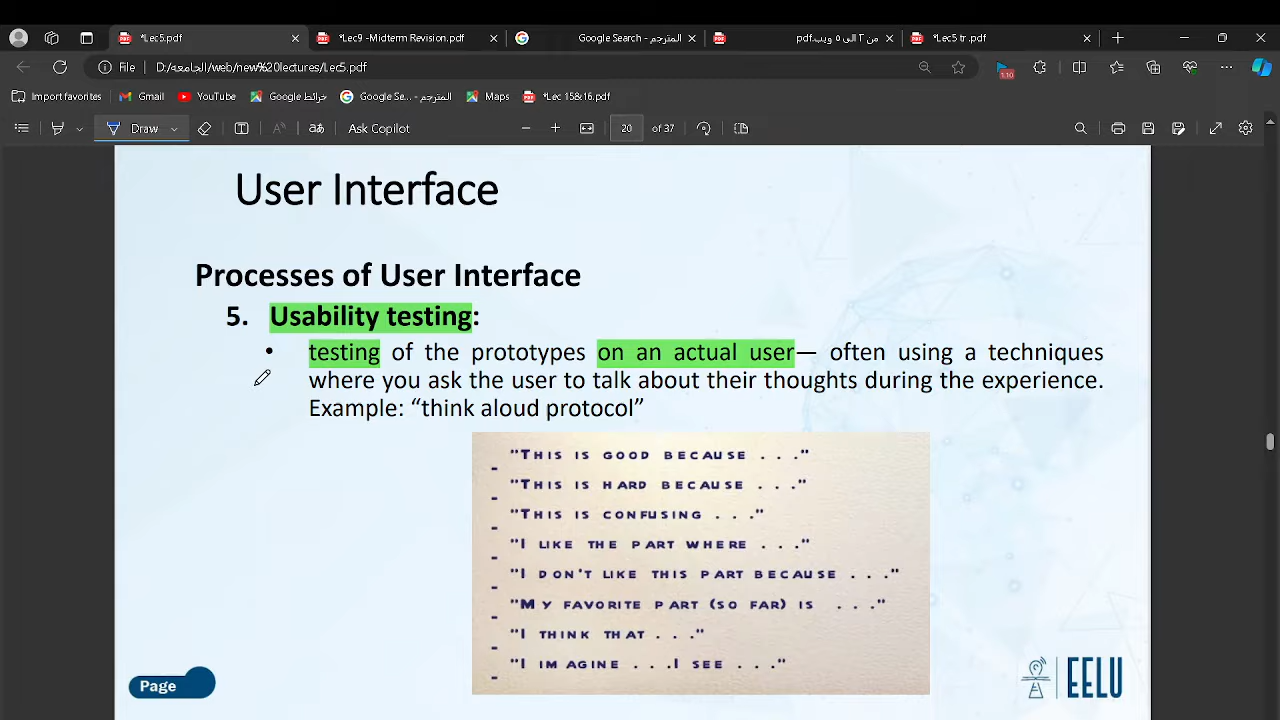 *Lec5.pdf
*Lec9 -Midterm Revision.pdf
Google Search - المترجم...
من ٢ الى ٥ ويب.pdf
*Lec5 tr.pdf
File
D:/الجامعه/web/new%20lectures/Lec5.pdf
1.10
Import favorites
Gmail
YouTube
خرائط Google
Google Se... - المترجم
Maps
*Lec 15&16.pdf
Draw
Ask Copilot
20 of 37
User Interface
Processes of User Interface
5. Usability testing:
• testing of the prototypes on an actual user— often using a techniques
where you ask the user to talk about their thoughts during the experience.
Example: “think aloud protocol”
"THIS IS GOOD BECAUSE . . ."
- "THIS IS HARD BECAUSE . . ."
- "THIS IS CONFUSING . . ."
- "I LIKE THE PART WHERE . . ."
- "I DON'T LIKE THIS PART BECAUSE . . ."
- "MY FAVORITE PART (SO FAR) IS . . ."
- "I THINK THAT . . ."
- "I IMAGINE . . .I SEE . . ."
-
Page
EELU